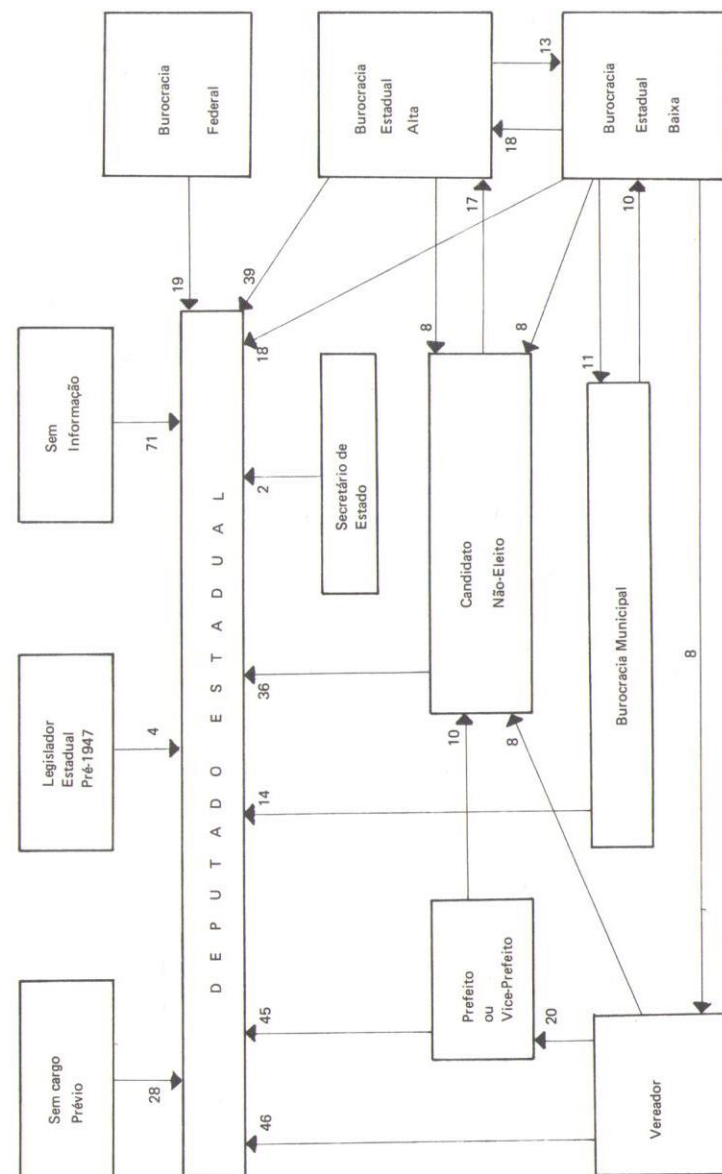 Sem cargo
Prévio
28
Legislador
Estadual
Pré-1947
4
Sem
Informação
71
Burocracia
Federal
19
DEPUTADO ESTADUAL
46
45
14
36
2
18
39
Secretário de
Estado
Burocracia
Estadual
Alta
Prefeito
ou
Vice-Prefeito
20
10
8
Candidato
Não-Eleito
8
17
8
18
13
Burocracia Municipal
11
10
Vereador
8
Burocracia
Estadual
Baixa